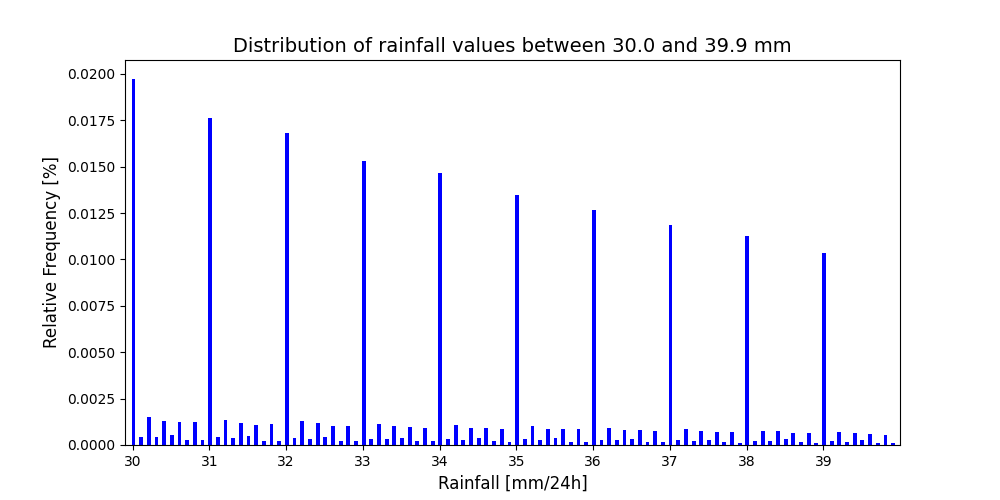 Distribution of rainfall values between 30.0 and 39.9 mm
Relative Frequency [%]
0.0200
0.0175
0.0150
0.0125
0.0100
0.0075
0.0050
0.0025
0.0000
30 31 32 33 34 35 36 37 38 39
Rainfall [mm/24h]